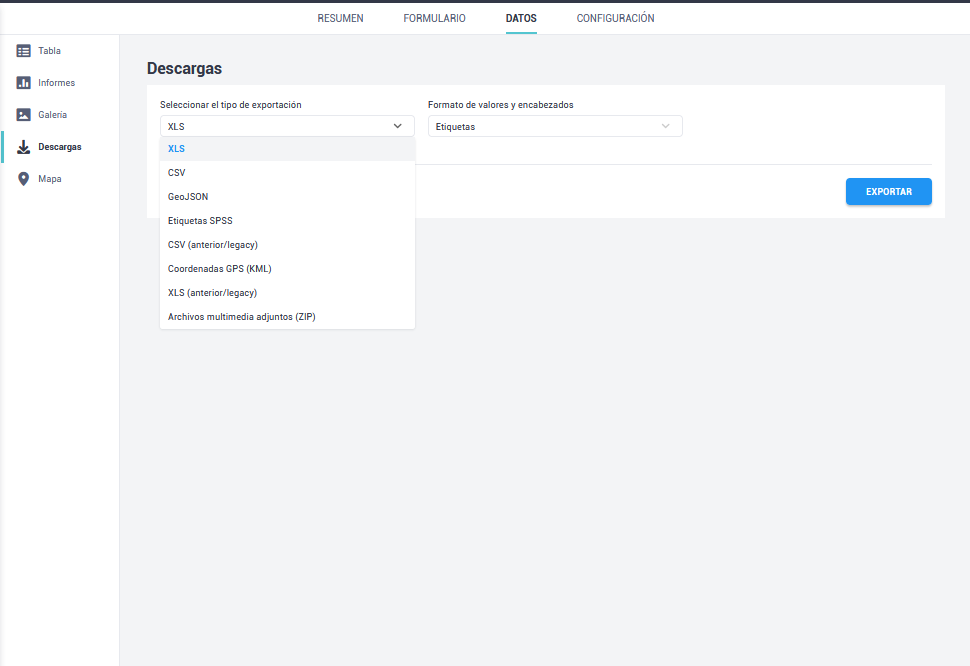 RESUMEN
FORMULARIO
DATOS
CONFIGURACIÓN
Tabla
Informes
Galería
Descargas
Mapa
Descargas
Seleccionar el tipo de exportación
Formato de valores y encabezados
XLS
Etiquetas
XLS
CSV
GeoJSON
Etiquetas SPSS
CSV (anterior/legacy)
Coordenadas GPS (KML)
XLS (anterior/legacy)
Archivos multimedia adjuntos (ZIP)
EXPORTAR